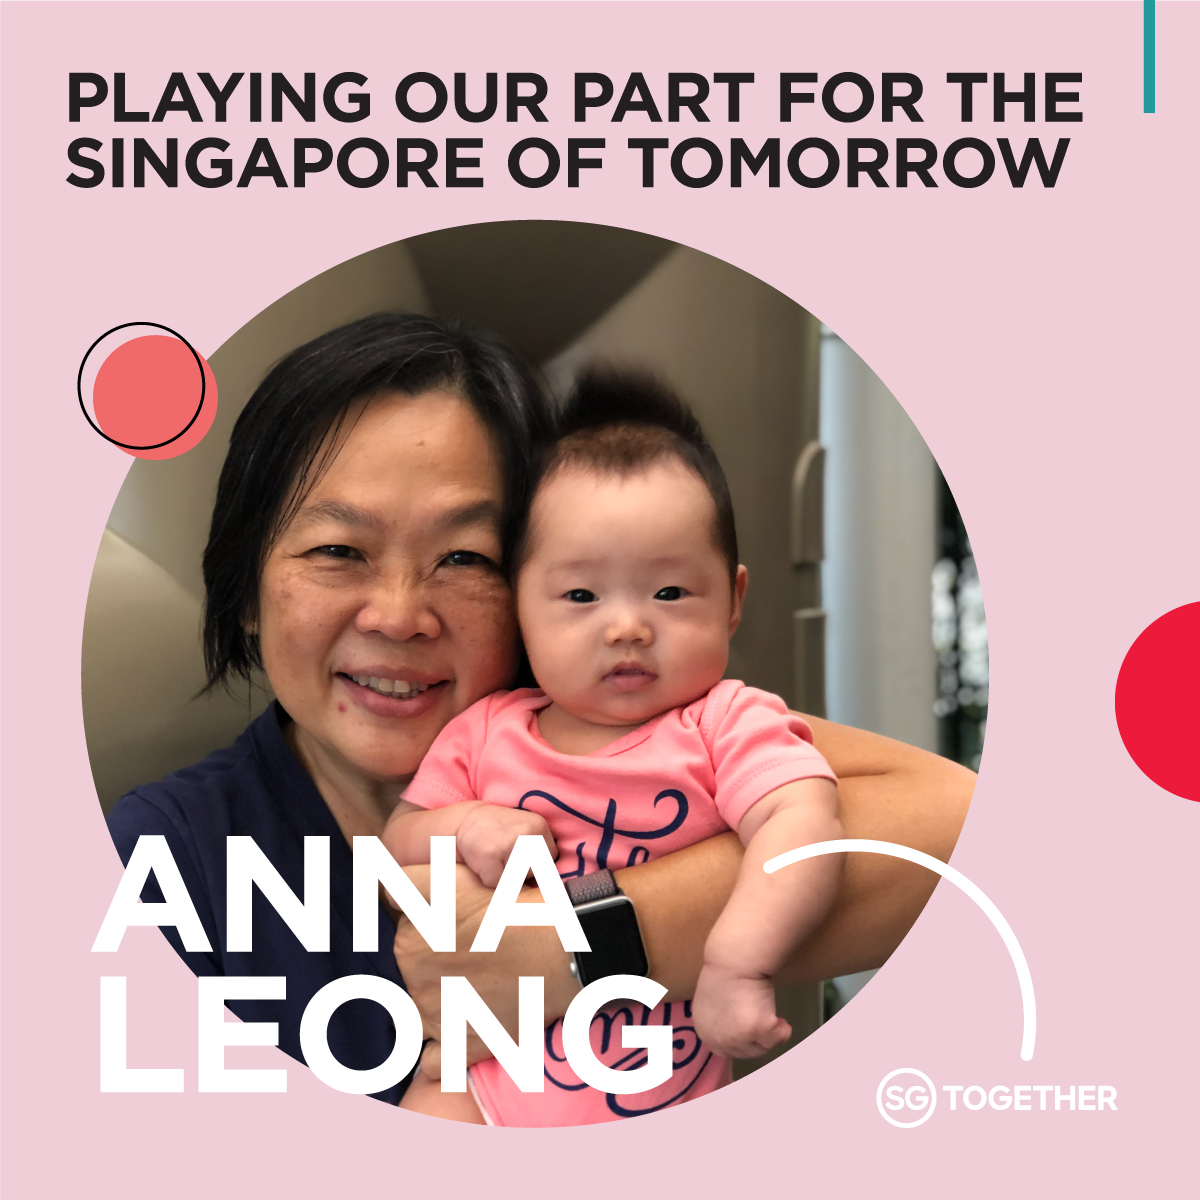 PLAYING OUR PART FOR THE
SINGAPORE OF TOMORROW
ANNA
LEONG
SG TOGETHER